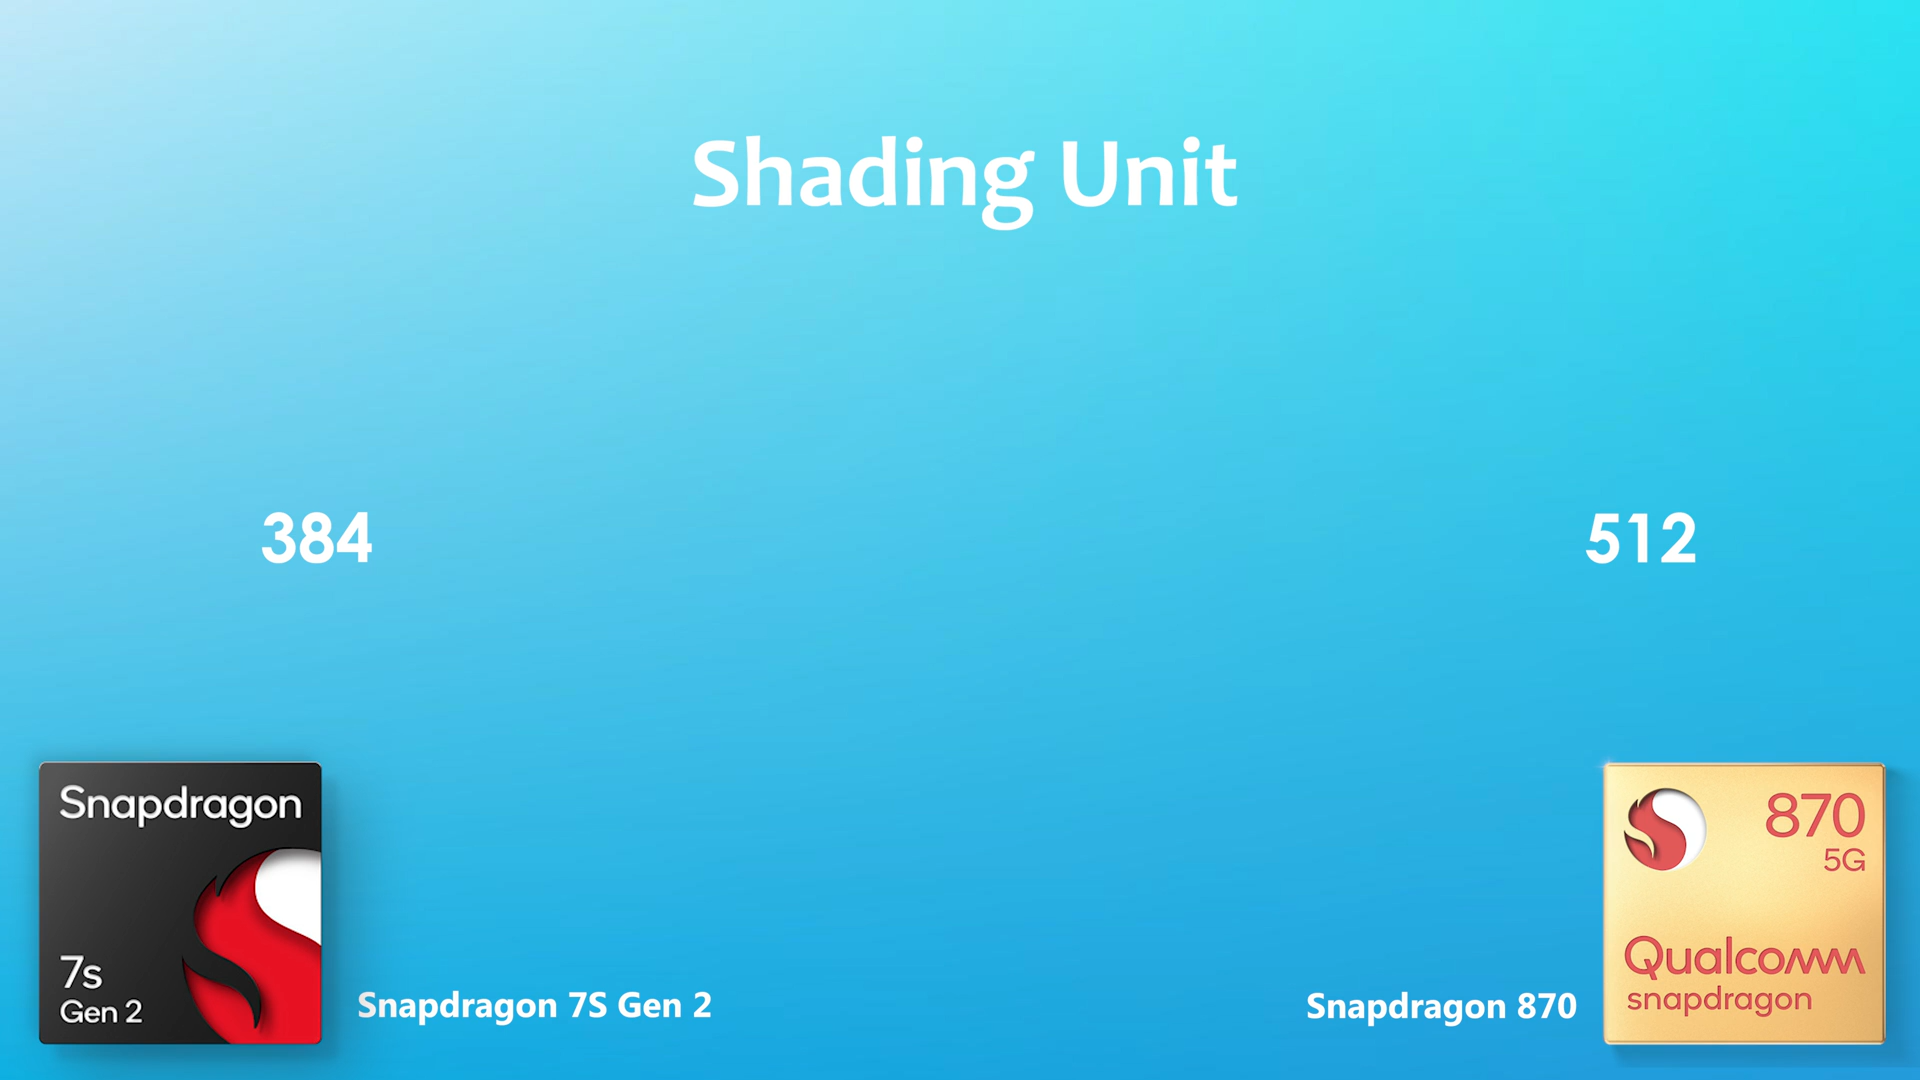 Shading Unit
384
512
Snapdragon
7s
Gen 2
Snapdragon 7S Gen 2
Snapdragon 870
870
5G
Qualcomm
snapdragon